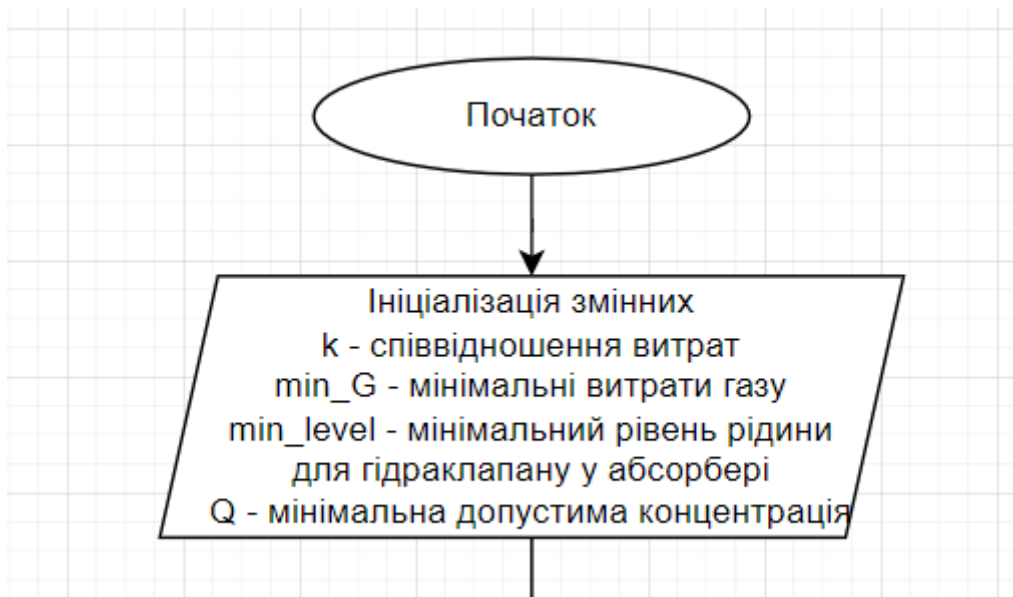 Початок
Ініціалізація змінних
k - співвідношення витрат
min_G - мінімальні витрати газу
min_level - мінімальний рівень рідини
для гідраклапану у абсорбері
Q - мінімальна допустима концентрація